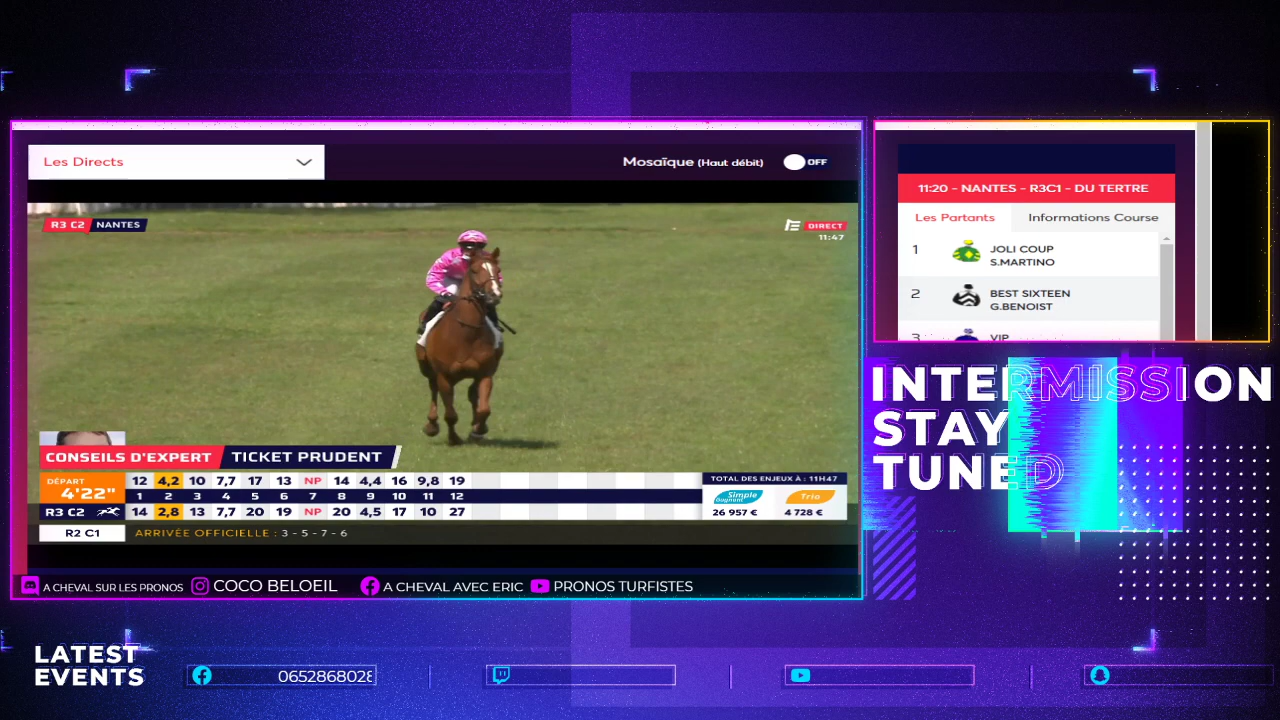 Les Directs
Mosaïque (Haut débit)
OFF
R3 C2 NANTES
DIRECT
11:47
CONSEILS D'EXPERT TICKET PRUDENT
DÉPART
4'22"
12 4,2 10 7,7 17 13 NP 14 4,4 16 9,8 19
1 2 3 4 5 6 7 8 9 10 11 12
R3 C2
14 2,8 13 7,7 20 19 NP 20 4,5 17 10 27
TOTAL DES ENJEUX À : 11H47
Simple Gagnant
Trio
26 957 €
4 728 €
R2 C1
ARRIVÉE OFFICIELLE : 3 - 5 - 7 - 6
A CHEVAL SUR LES PRONOS COCO BELOEIL A CHEVAL AVEC ERIC PRONOS TURFISTES
11:20 - NANTES - R3C1 - DU TERTRE
Les Partants
Informations Course
1
JOLI COUP
S.MARTINO
2
BEST SIXTEEN
G.BENOIST
3
VIP
INTERMISSION
STAY
TUNED
LATEST
EVENTS
0652868028